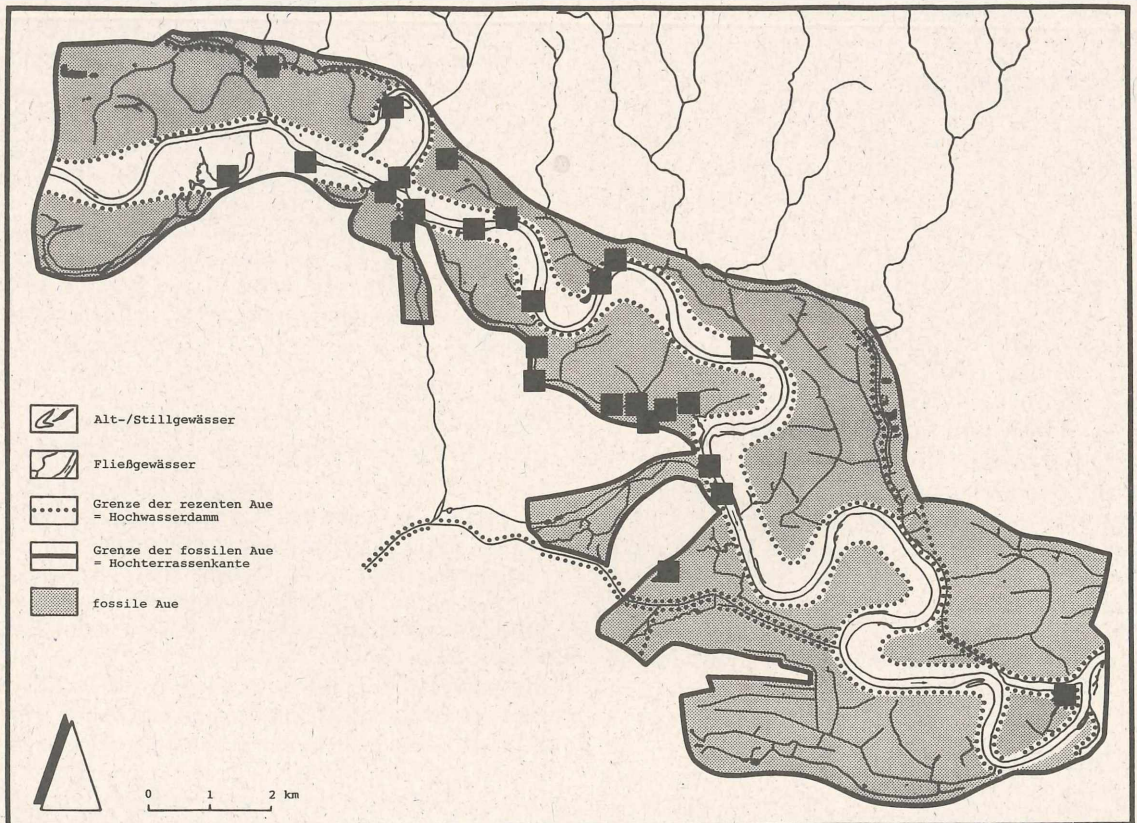 Alt-/Stillgewässer
Fließgewässer
Grenze der rezenten Aue
= Hochwasserdamm
Grenze der fossilen Aue
= Hochterrassenkante
fossile Aue
0 1 2 km